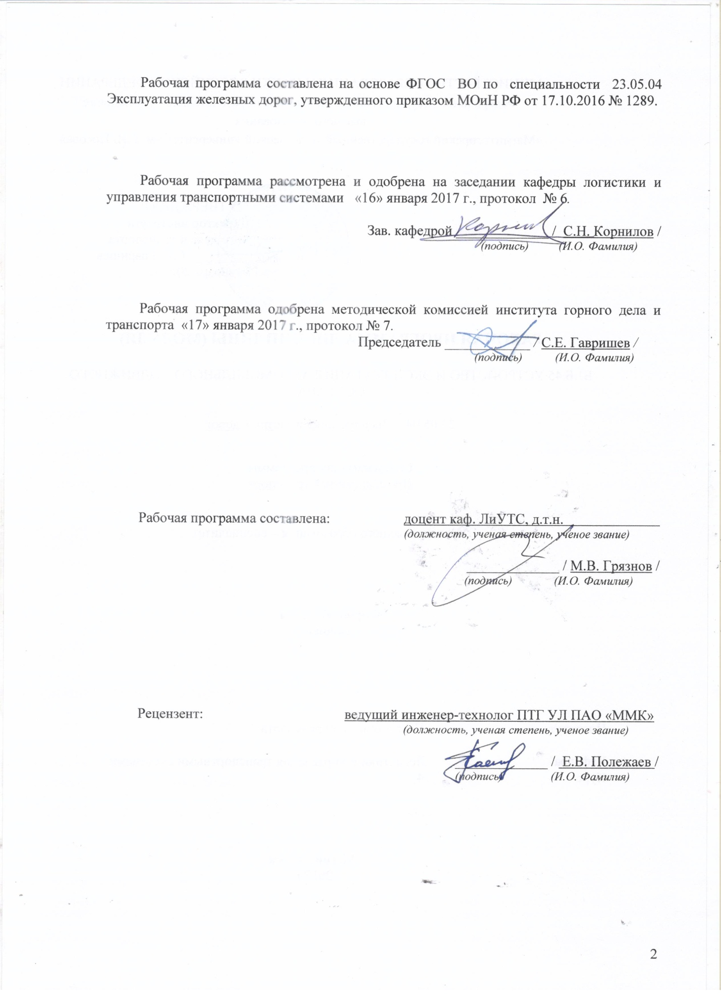 Рабочая программа составлена на основе ФГОС ВО по специальности 23.05.04
Эксплуатация железных дорог, утвержденного приказом МОиН РФ от 17.10.2016 № 1289.
Рабочая программа рассмотрена и одобрена на заседании кафедры логистики и
управления транспортными системами «16» января 2017 г., протокол № 6.
Зав. кафедрой ______________ / С.Н. Корнилов /
(подпись) (И.О. Фамилия)
Рабочая программа одобрена методической комиссией института горного дела и
транспорта «17» января 2017 г., протокол № 7.
Председатель ____________ / С.Е. Гавришев /
(подпись) (И.О. Фамилия)
Рабочая программа составлена: доцент каф. ЛиУТС, д.т.н.
(должность, ученая степень, ученое звание)
_____________ / М.В. Грязнов /
(подпись) (И.О. Фамилия)
Рецензент: ведущий инженер-технолог ПТГ УЛ ПАО «ММК»
(должность, ученая степень, ученое звание)
_____________ / Е.В. Полежаев /
(подпись) (И.О. Фамилия)
2